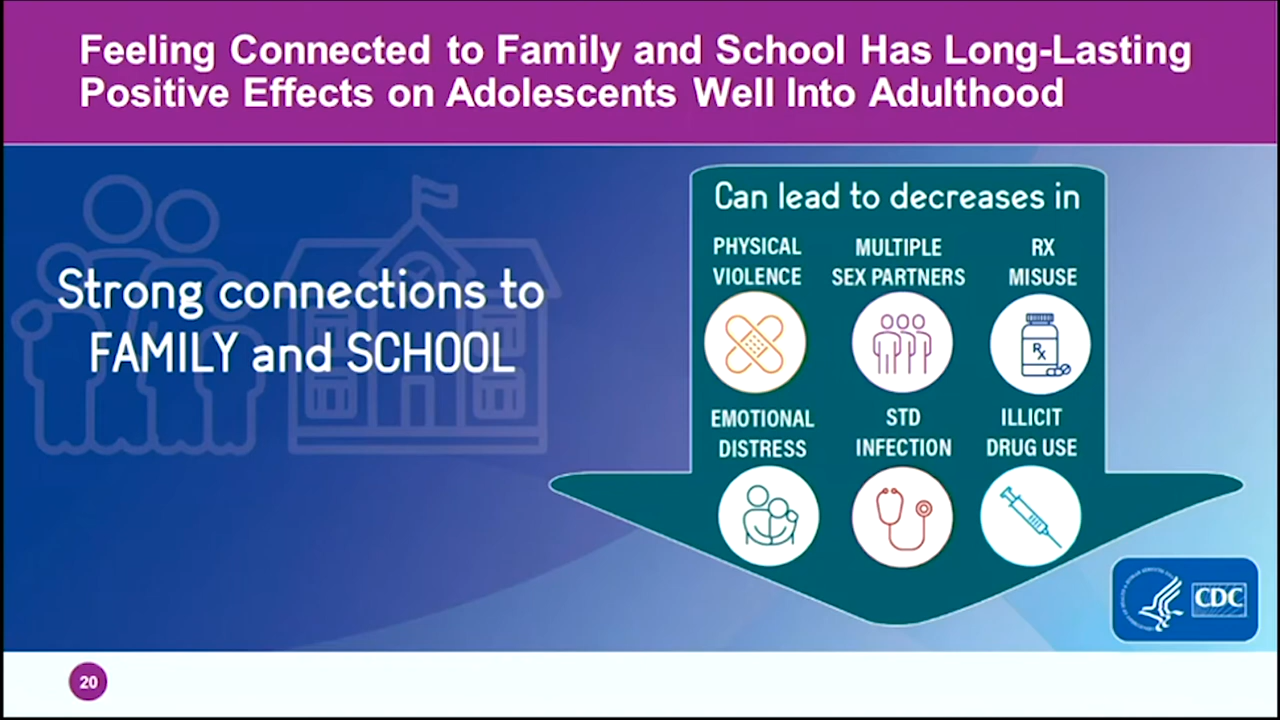 Feeling Connected to Family and School Has Long-Lasting
Positive Effects on Adolescents Well Into Adulthood
Strong connections to
FAMILY and SCHOOL
Can lead to decreases in
PHYSICAL
VIOLENCE
MULTIPLE
SEX PARTNERS
RX
MISUSE
Rx
EMOTIONAL
DISTRESS
STD
INFECTION
ILLICIT
DRUG USE
CDC
20